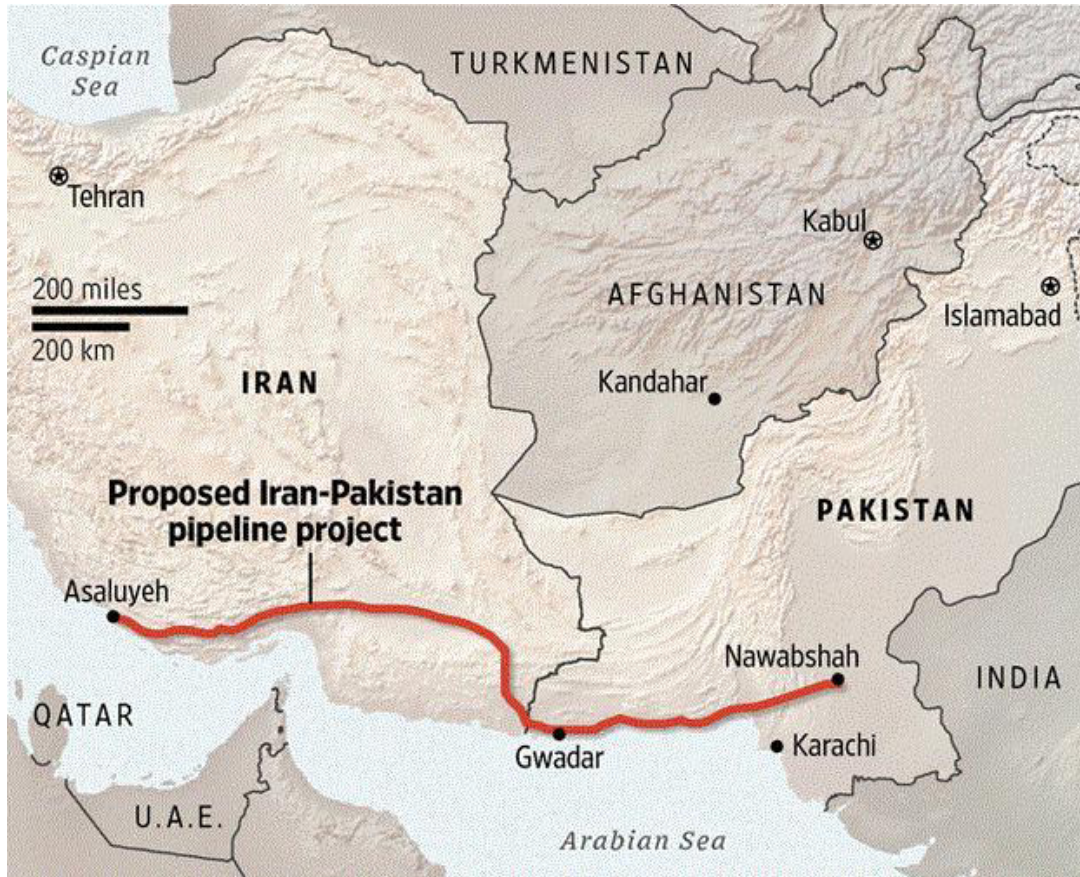 Caspian
Sea
TURKMENISTAN
Tehran
Kabul
200 miles
200 km
AFGHANISTAN
Islamabad
IRAN
Kandahar
Proposed Iran-Pakistan
pipeline project
PAKISTAN
Asaluyeh
Nawabshah
INDIA
QATAR
Gwadar
Karachi
U.A.E.
Arabian Sea